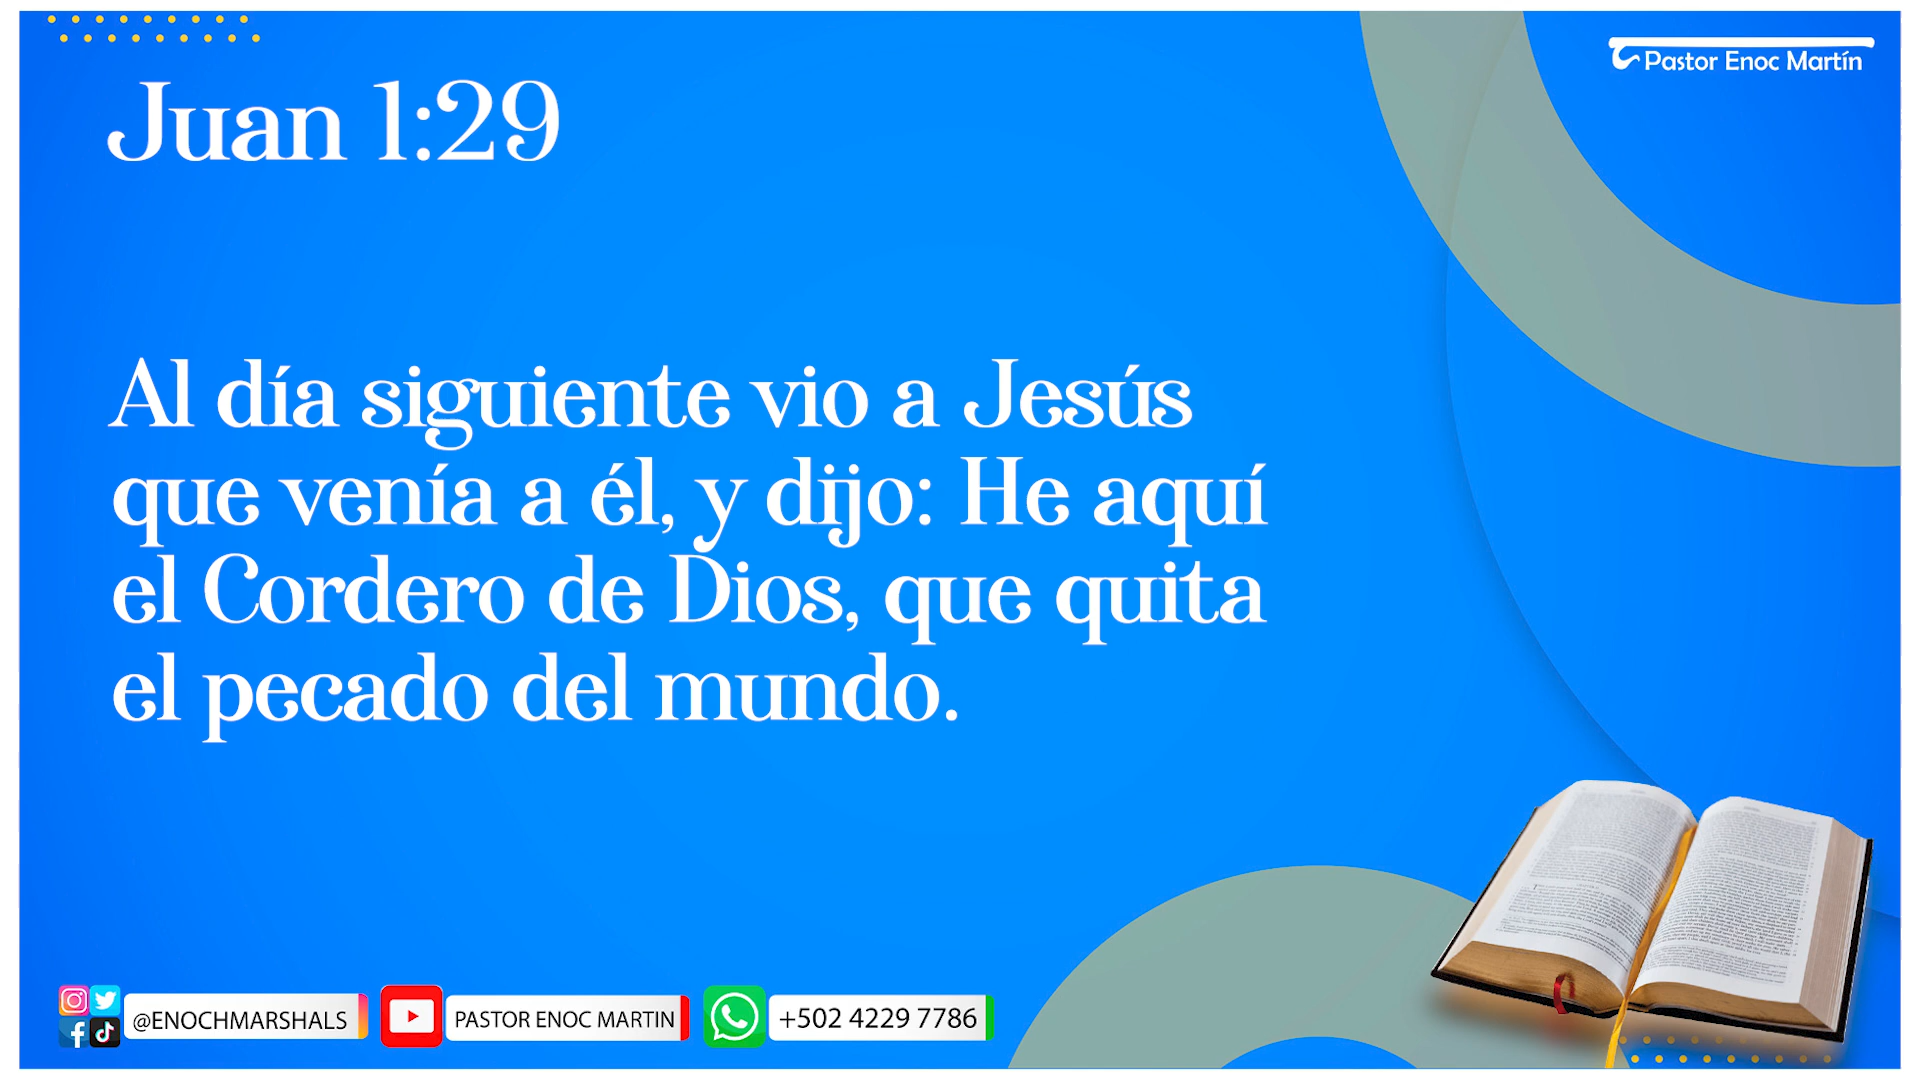 Pastor Enoc Martín
Juan 1:29
Al día siguiente vio a Jesús
que venía a él, y dijo: He aquí
el Cordero de Dios, que quita
el pecado del mundo.
@ENOCHMARSHALS
PASTOR ENOC MARTIN
+502 4229 7786